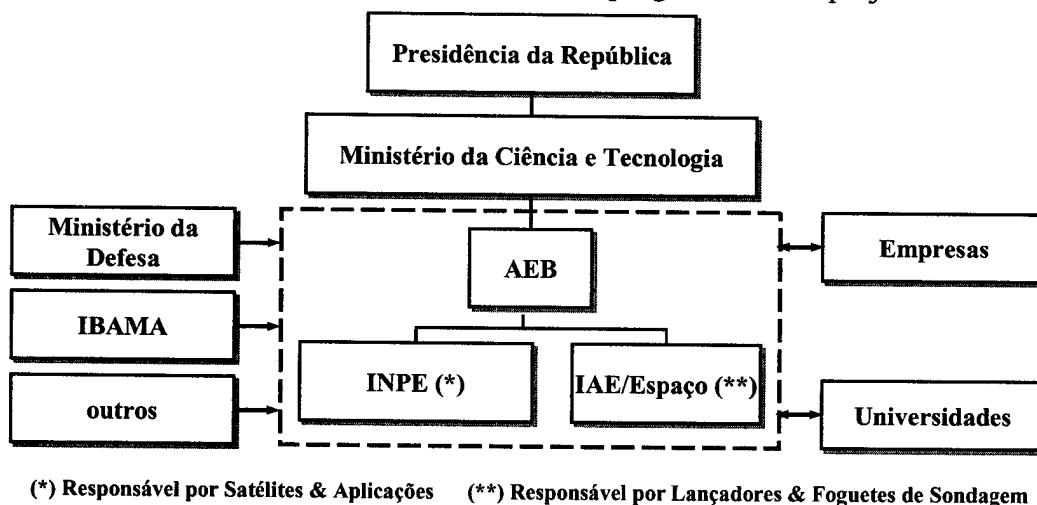 Presidência da República
Ministério da Ciência e Tecnologia
Ministério da
Defesa
AEB
Empresas
IBAMA
INPE (*)
IAE/Espaço (**)
outros
Universidades
(*) Responsável por Satélites & Aplicações (**) Responsável por Lançadores & Foguetes de Sondagem